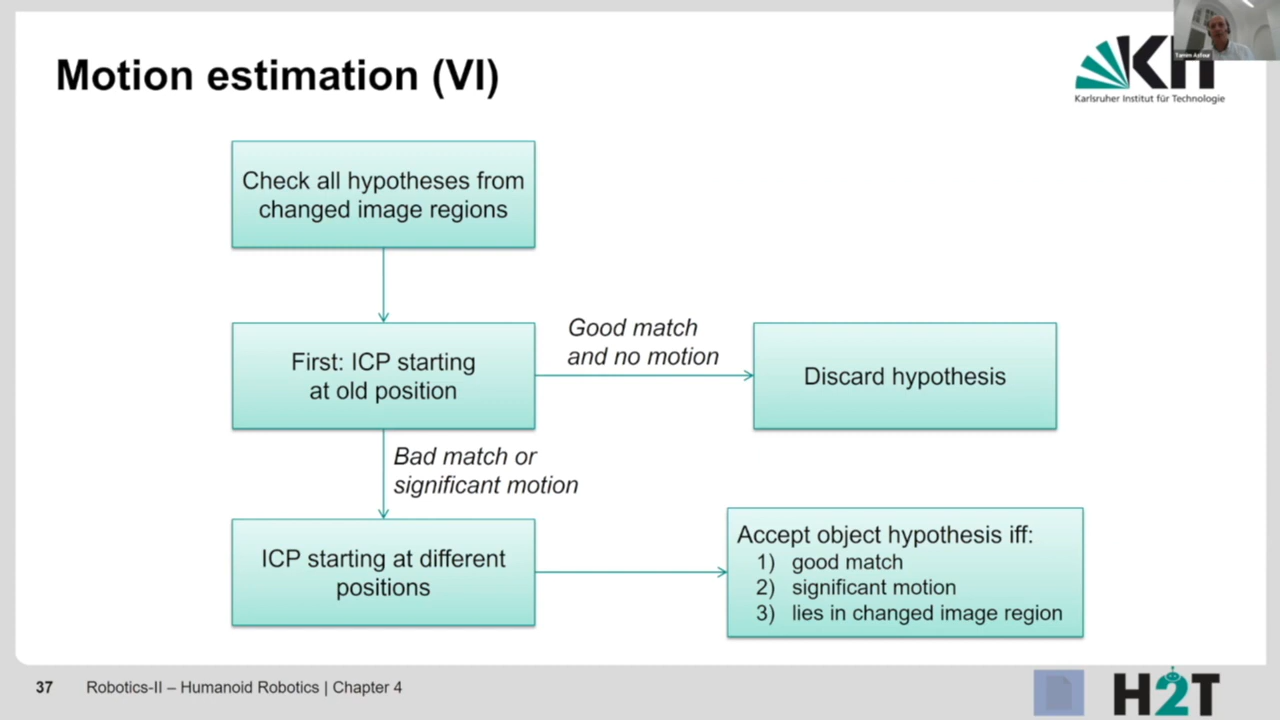 Motion estimation (VI)
Karlsruher Institut für Technologie
Check all hypotheses from
changed image regions
First: ICP starting
at old position
Good match
and no motion
Discard hypothesis
Bad match or
significant motion
ICP starting at different
positions
Accept object hypothesis iff:
1) good match
2) significant motion
3) lies in changed image region
37 Robotics-II – Humanoid Robotics | Chapter 4
H2T